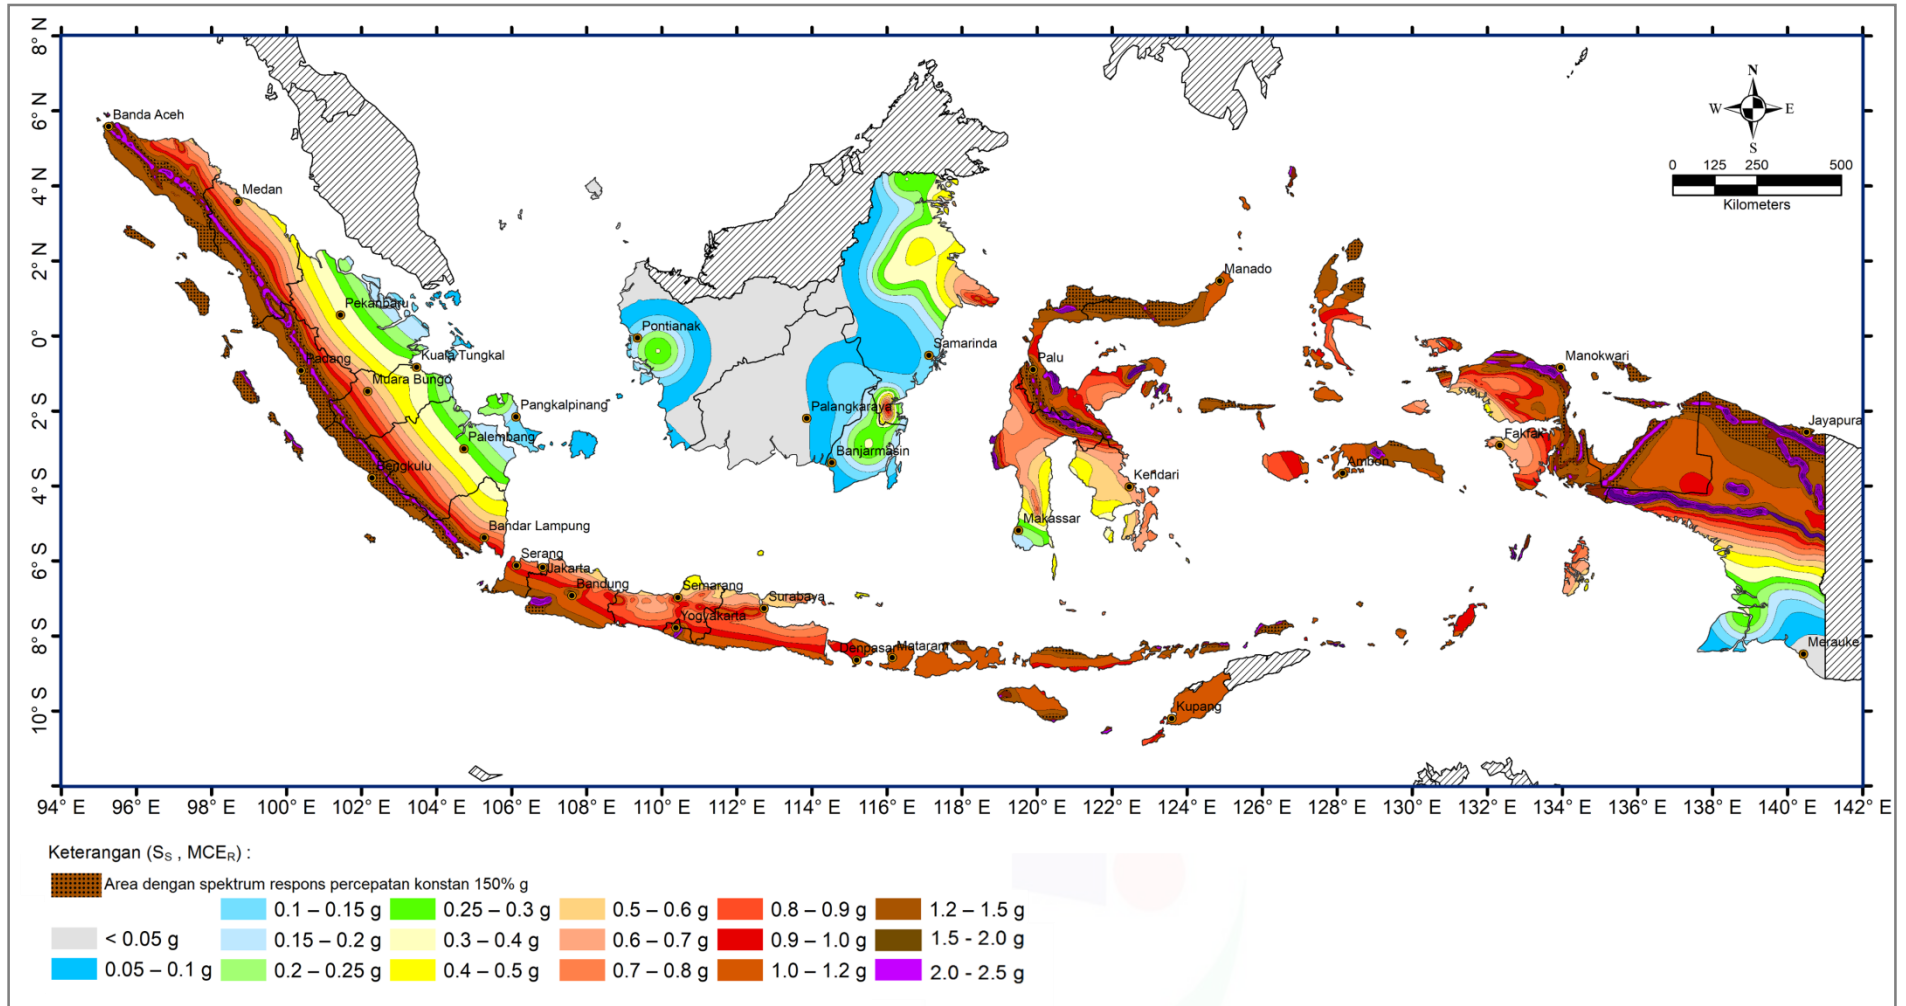 8° N
6° N
4° N
2° N
0°
2° S
4° S
6° S
8° S
10° S
94° E
96° E
98° E
100° E
102° E
104° E
106° E
108° E
110° E
112° E
114° E
116° E
118° E
120° E
122° E
124° E
126° E
128° E
130° E
132° E
134° E
136° E
138° E
140° E
142° E
N
W
E
S
0 125 250 500
Kilometers
Banda Aceh
Medan
Pekanbaru
Kuala Tungkal
Padang
Muara Bungo
Pangkalpinang
Palembang
Bengkulu
Bandar Lampung
Serang
Jakarta
Bandung
Semarang
Surabaya
Yogyakarta
Denpasar
Mataram
Kupang
Pontianak
Samarinda
Palangkaraya
Banjarmasin
Manado
Palu
Kendari
Makassar
Ambon
Fakfak
Manokwari
Jayapura
Merauke
Keterangan (SS , MCER) :
Area dengan spektrum respons percepatan konstan 150% g
< 0.05 g
0.05 – 0.1 g
0.1 – 0.15 g
0.15 – 0.2 g
0.2 – 0.25 g
0.25 – 0.3 g
0.3 – 0.4 g
0.4 – 0.5 g
0.5 – 0.6 g
0.6 – 0.7 g
0.7 – 0.8 g
0.8 – 0.9 g
0.9 – 1.0 g
1.0 – 1.2 g
1.2 – 1.5 g
1.5 - 2.0 g
2.0 - 2.5 g